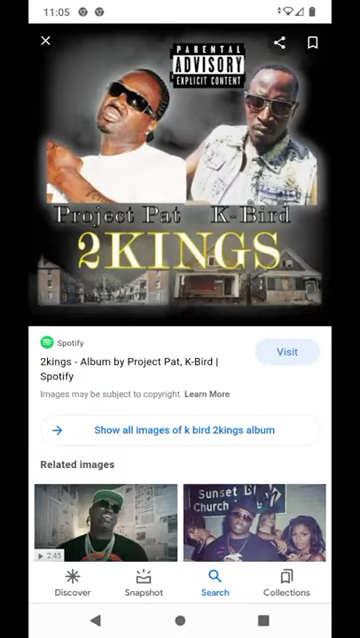 11:05
PARENTAL
ADVISORY
EXPLICIT CONTENT
Project Pat K-Bird
2KINGS
Spotify
2kings - Album by Project Pat, K-Bird |
Spotify
Visit
Images may be subject to copyright. Learn More
Show all images of k bird 2kings album
Related images
2:45
Sunset Bl
Church
Discover
Snapshot
Search
Collections